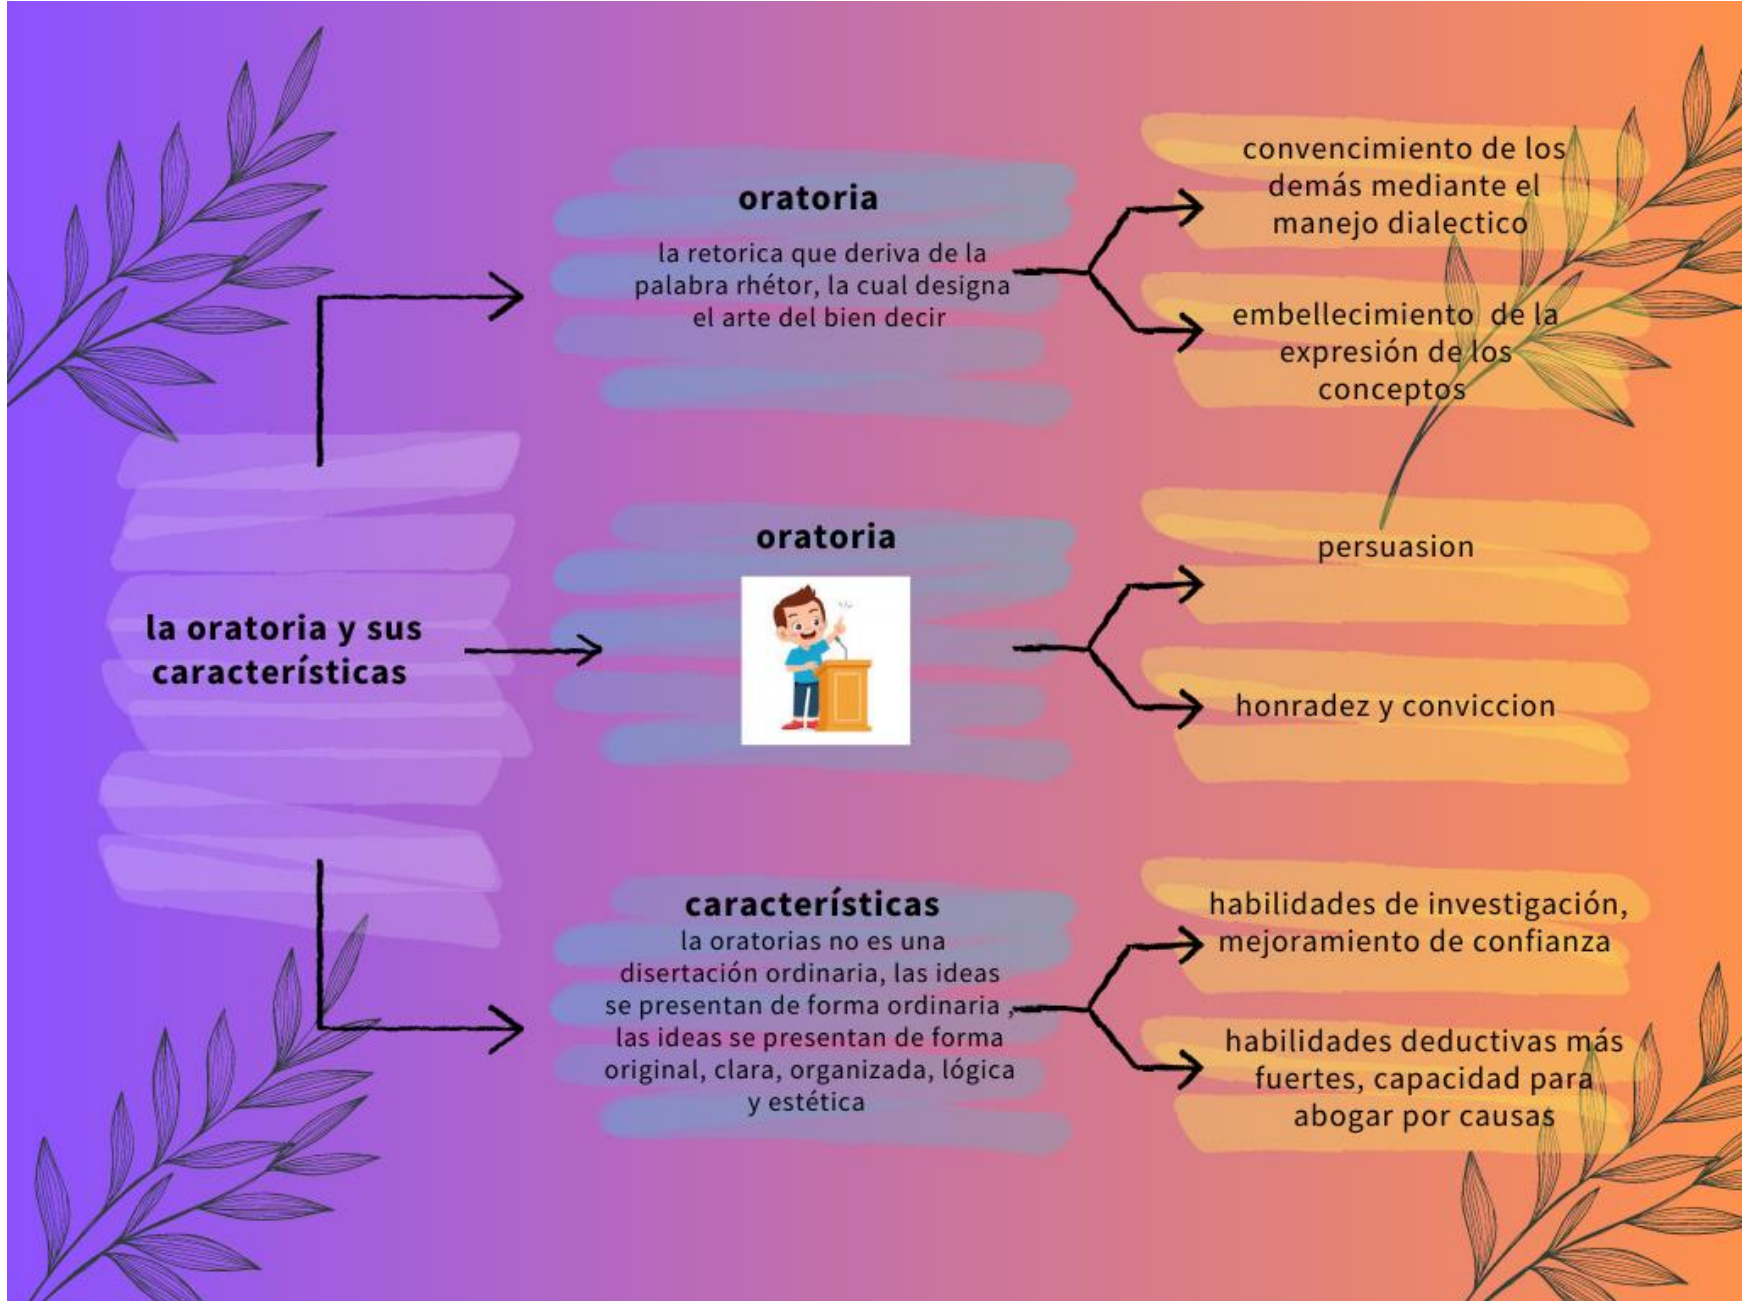 la oratoria y sus
características
oratoria
la retorica que deriva de la
palabra rhétor, la cual designa
el arte del bien decir
convencimiento de los
demás mediante el
manejo dialectico
embellecimiento de la
expresión de los
conceptos
oratoria
persuasion
honradez y conviccion
características
la oratorias no es una
disertación ordinaria, las ideas
se presentan de forma ordinaria ,
las ideas se presentan de forma
original, clara, organizada, lógica
y estética
habilidades de investigación,
mejoramiento de confianza
habilidades deductivas más
fuertes, capacidad para
abogar por causas